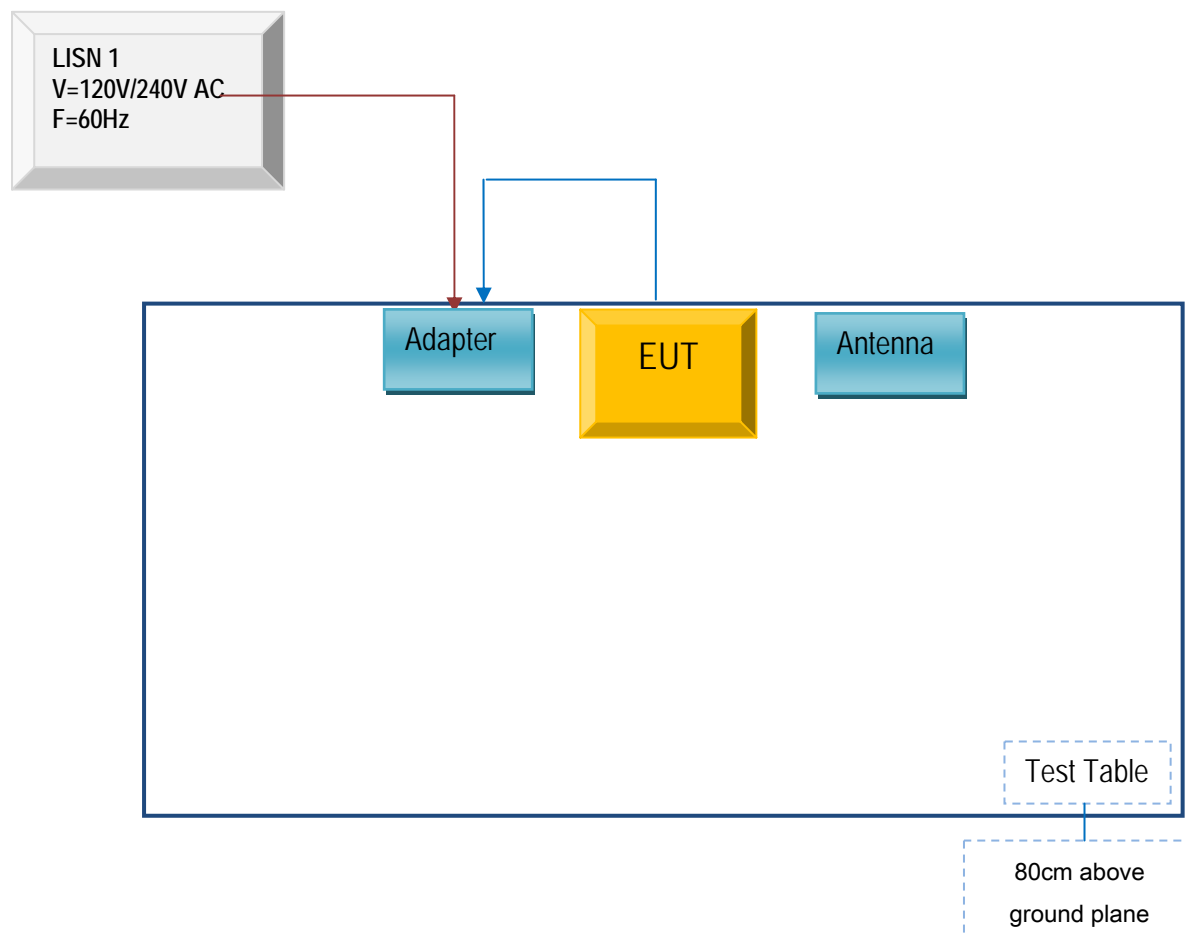 LISN 1
V=120V/240V AC
F=60Hz
Adapter
EUT
Antenna
Test Table
80cm above
ground plane